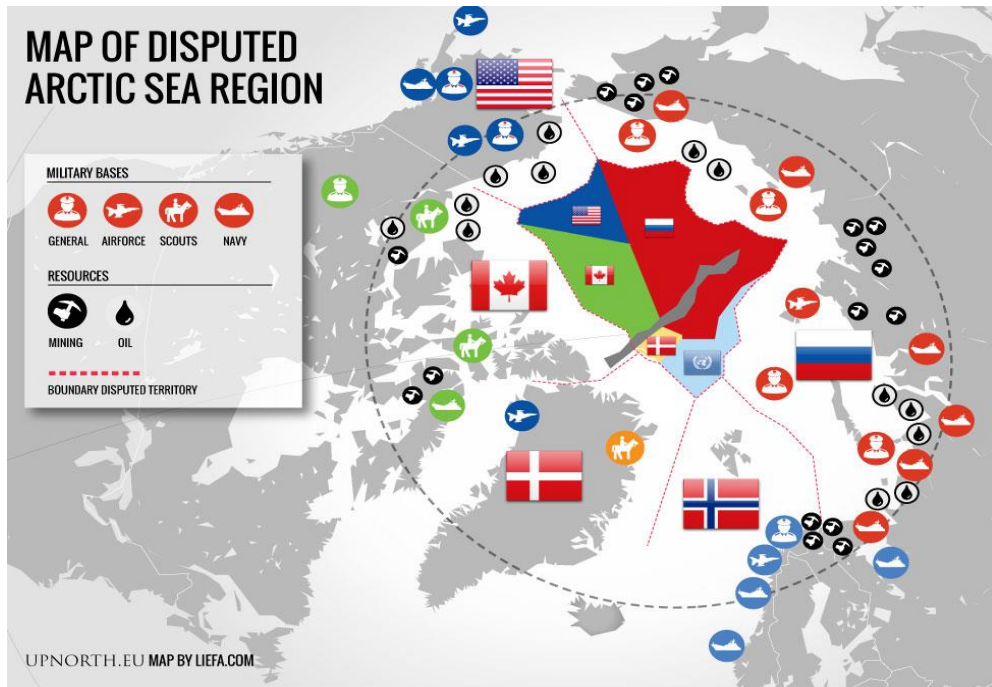 MAP OF DISPUTED
ARCTIC SEA REGION
MILITARY BASES
GENERAL AIRFORCE SCOUTS NAVY
RESOURCES
MINING OIL
BOUNDARY DISPUTED TERRITORY
UPNORTH.EU MAP BY LIEFA.COM